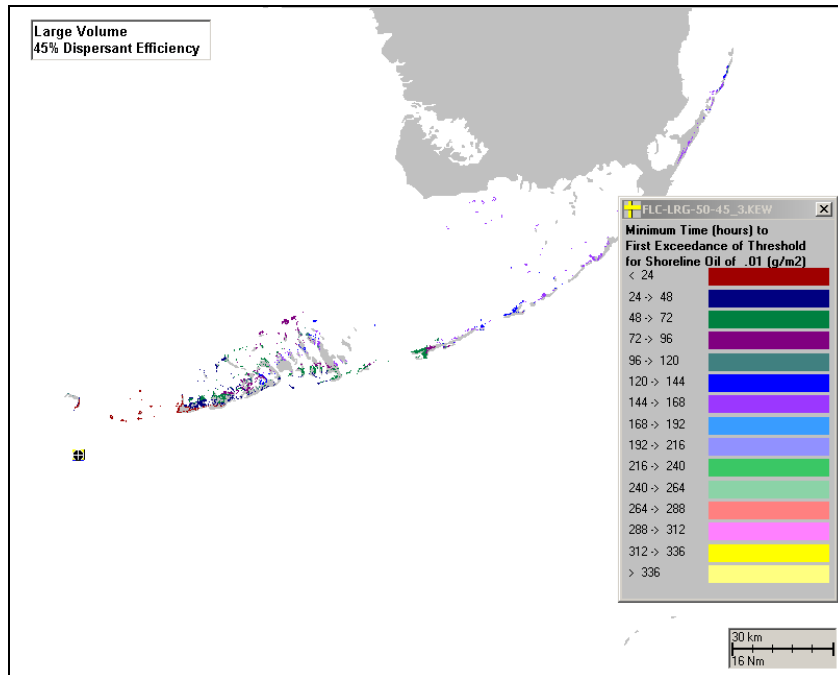 Large Volume
45% Dispersant Efficiency
FLC-LRG-50-45_3.KEW
Minimum Time (hours) to
First Exceedance of Threshold
for Shoreline Oil of .01 (g/m2)
< 24
24 -> 48
48 -> 72
72 -> 96
96 -> 120
120 -> 144
144 -> 168
168 -> 192
192 -> 216
216 -> 240
240 -> 264
264 -> 288
288 -> 312
312 -> 336
> 336
30 km
16 Nm